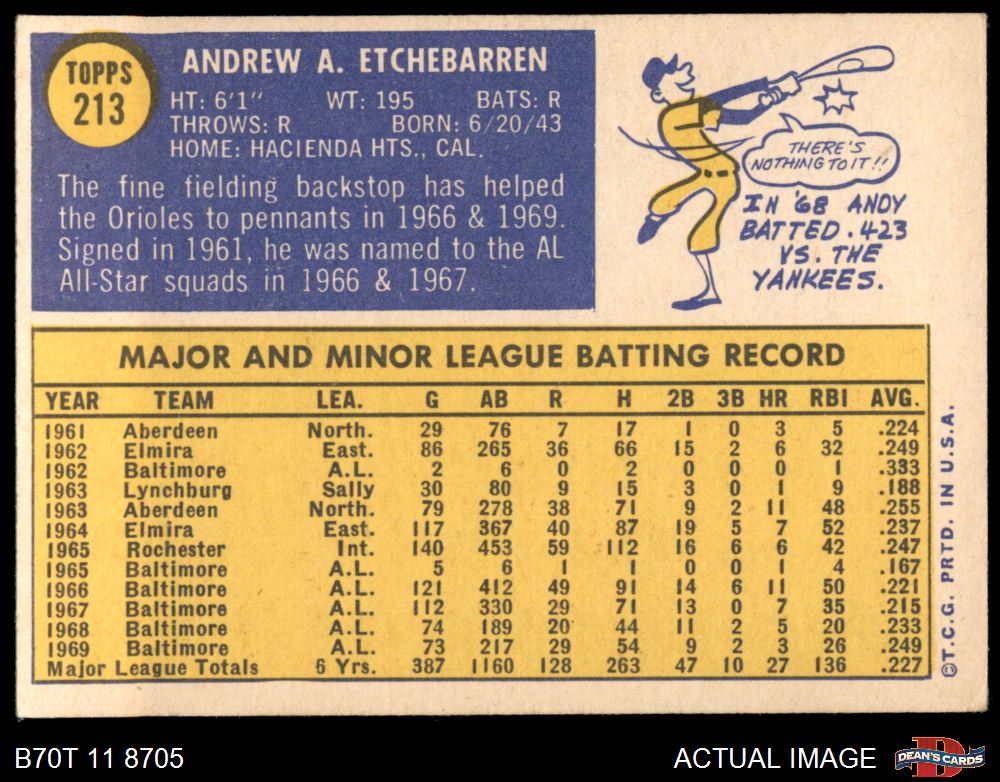 TOPPS
213
ANDREW A. ETCHEBARREN
HT: 6'1" WT: 195 BATS: R
THROWS: R BORN: 6/20/43
HOME: HACIENDA HTS., CAL.
The fine fielding backstop has helped
the Orioles to pennants in 1966 & 1969.
Signed in 1961, he was named to the AL
All-Star squads in 1966 & 1967.
THERE'S
NOTHING TO IT!!
IN '68 ANDY
BATTED .423
VS. THE
YANKEES.
MAJOR AND MINOR LEAGUE BATTING RECORD
YEAR TEAM LEA. G AB R H 2B 3B HR RBI AVG.
1961 Aberdeen North. 29 76 7 17 1 0 3 5 .224
1962 Elmira East. 86 265 36 66 15 2 6 32 .249
1962 Baltimore A.L. 2 6 0 2 0 0 0 1 .333
1963 Lynchburg Sally 30 80 9 15 3 0 1 9 .188
1963 Aberdeen North. 79 278 38 71 9 2 11 48 .255
1964 Elmira East. 117 367 40 87 19 5 7 52 .237
1965 Rochester Int. 140 453 59 112 16 6 6 42 .247
1965 Baltimore A.L. 5 6 1 1 0 0 1 4 .167
1966 Baltimore A.L. 121 412 49 91 14 6 11 50 .221
1967 Baltimore A.L. 112 330 29 71 13 0 7 35 .215
1968 Baltimore A.L. 74 189 20 44 11 2 5 20 .233
1969 Baltimore A.L. 73 217 29 54 9 2 3 26 .249
Major League Totals 6 Yrs. 387 1160 128 263 47 10 27 136 .227
©T.C.G. PRTD. IN U.S.A.
B70T 11 8705
ACTUAL IMAGE
D
DEAN'S CARDS